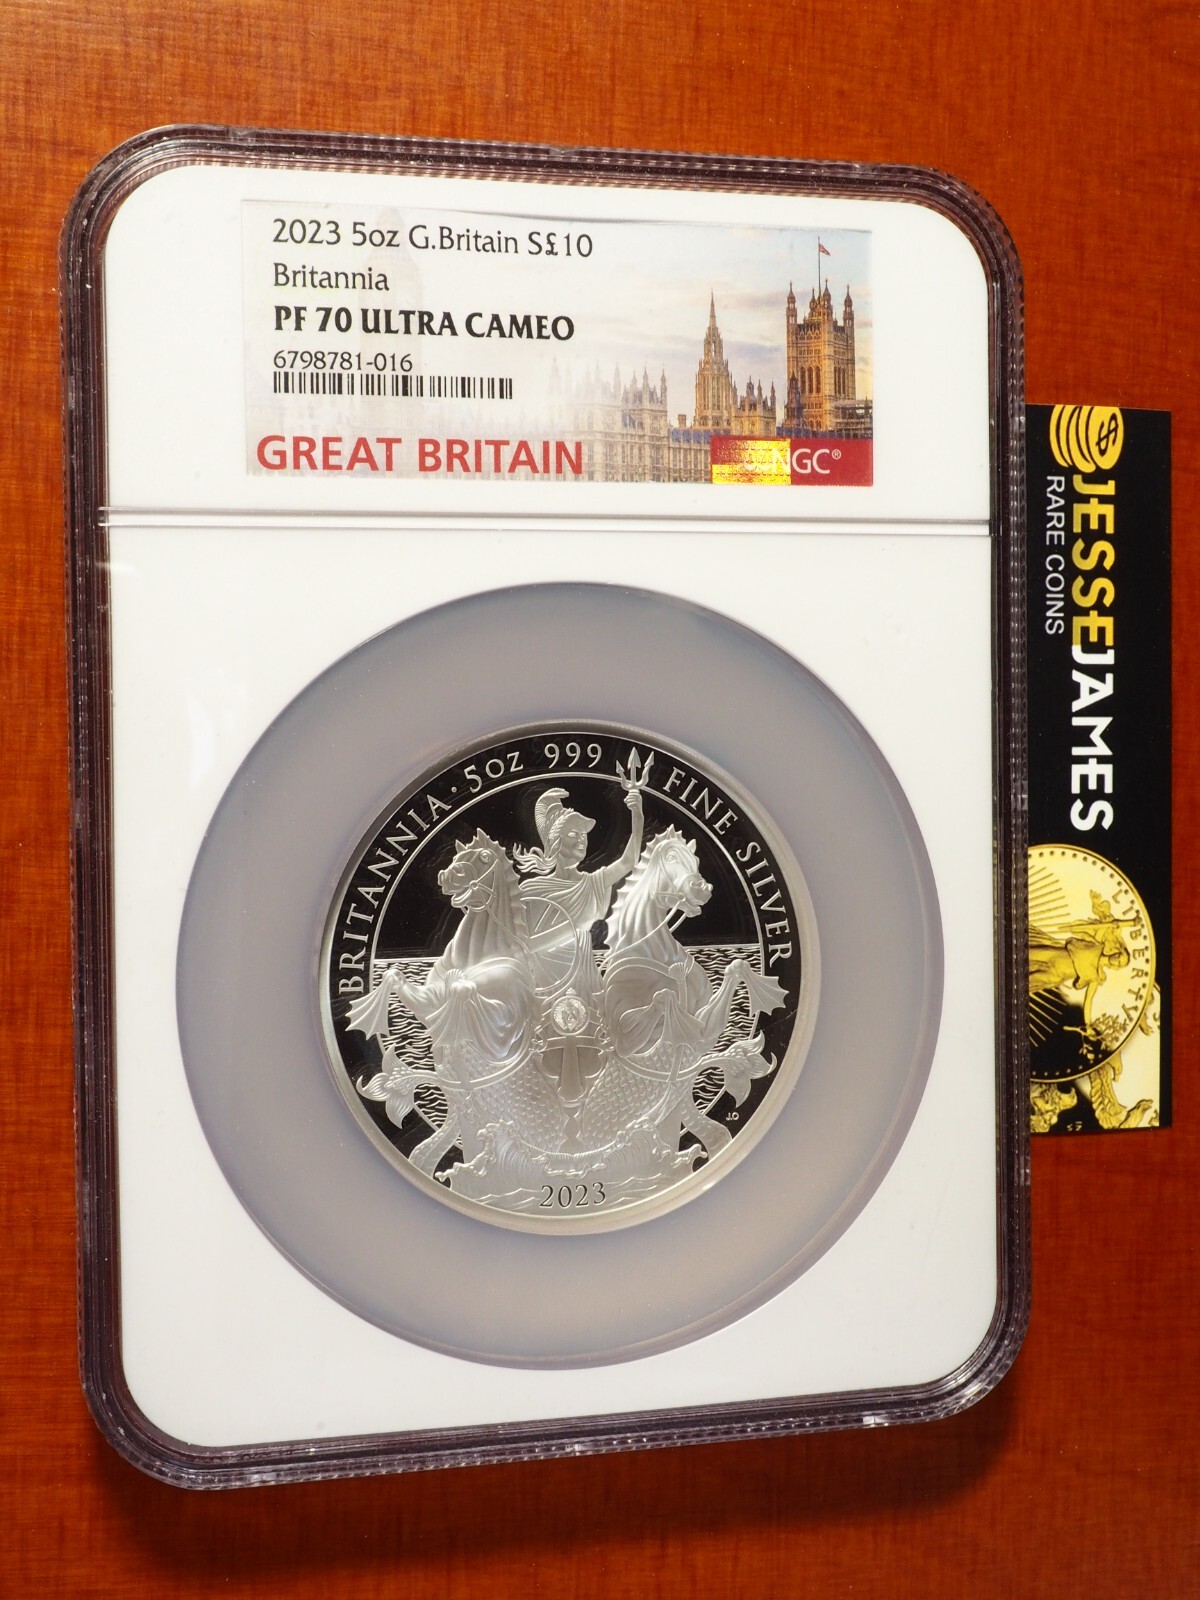 2023 5oz G.Britain S£10
Britannia
PF 70 ULTRA CAMEO
6798781-016
GREAT BRITAIN
NGC®
BRITANNIA · 5OZ 999 FINE SILVER
J.O
2023
JESSEJAMES
RARE COINS
LIBERTY